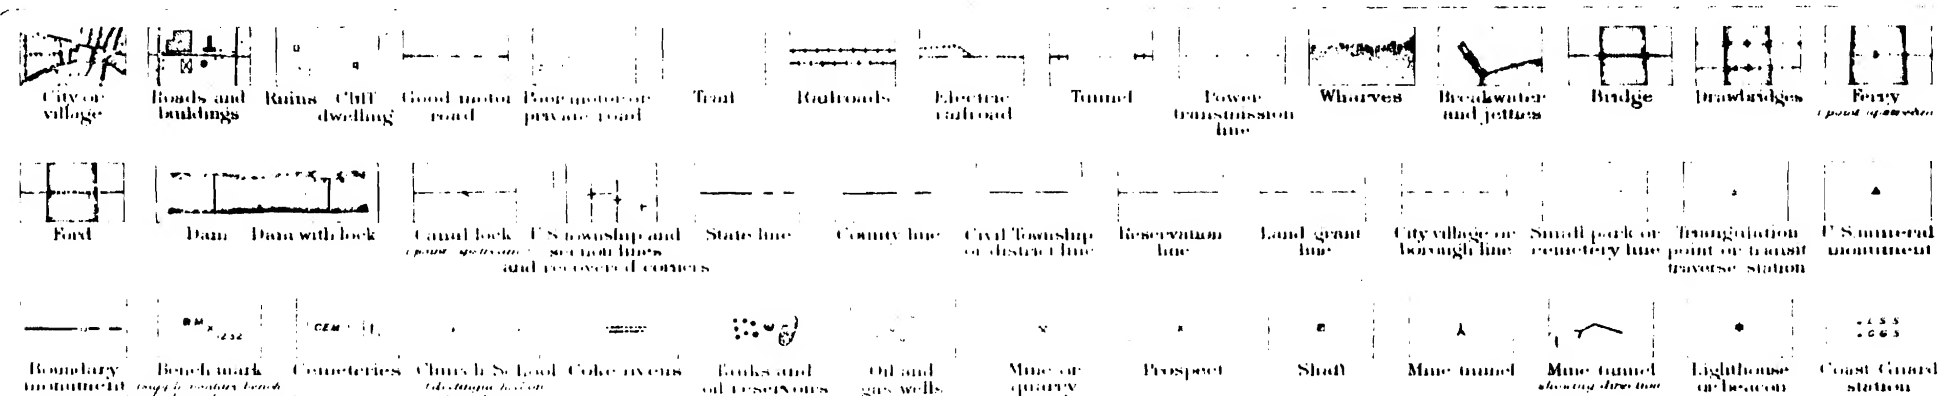 City or village
Roads and buildings
Ruins
Cliff dwelling
Good motor road
Poor motor or private road
Trail
Railroads
Electric railroad
Tunnel
Power transmission line
Wharves
Breakwater and jetties
Bridge
Drawbridges
Ferry
Ford
Dam
Dam with lock
Canal lock
U.S. township and section lines and recovered corners
State line
County line
Civil Township or district line
Reservation line
Land grant line
City village or borough line
Small park or cemetery line
Triangulation point or transit traverse station
U.S. mineral monument
BM x 1232
CEM
Boundary monument
Bench mark
Cemeteries
Church School
Coke ovens
Tanks and oil reservoirs
Oil and gas wells
Mine or quarry
Prospect
Shaft
Mine tunnel
Mine tunnel
showing direction
Lighthouse or beacon
Coast Guard station